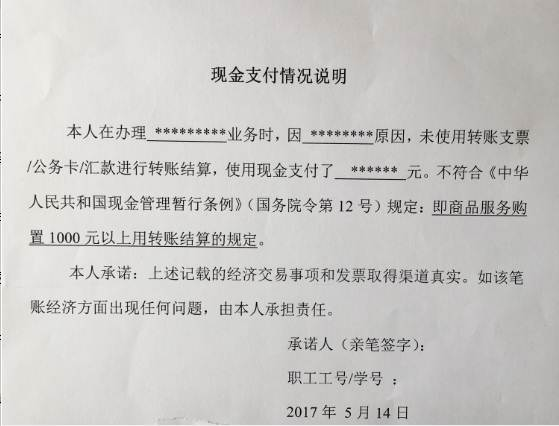 现金支付情况说明
本人在办理 *********业务时，因 ********原因，未使用转账支票
/公务卡/汇款进行转账结算，使用现金支付了 ****** 元。不符合《中华
人民共和国现金管理暂行条例》（国务院令第 12 号）规定：即商品服务购
置 1000 元以上用转账结算的规定。
本人承诺：上述记载的经济交易事项和发票取得渠道真实。如该笔
账经济方面出现任何问题，由本人承担责任。
承诺人（亲笔签字）：
职工工号/学号 ；
2017 年 5 月 14 日